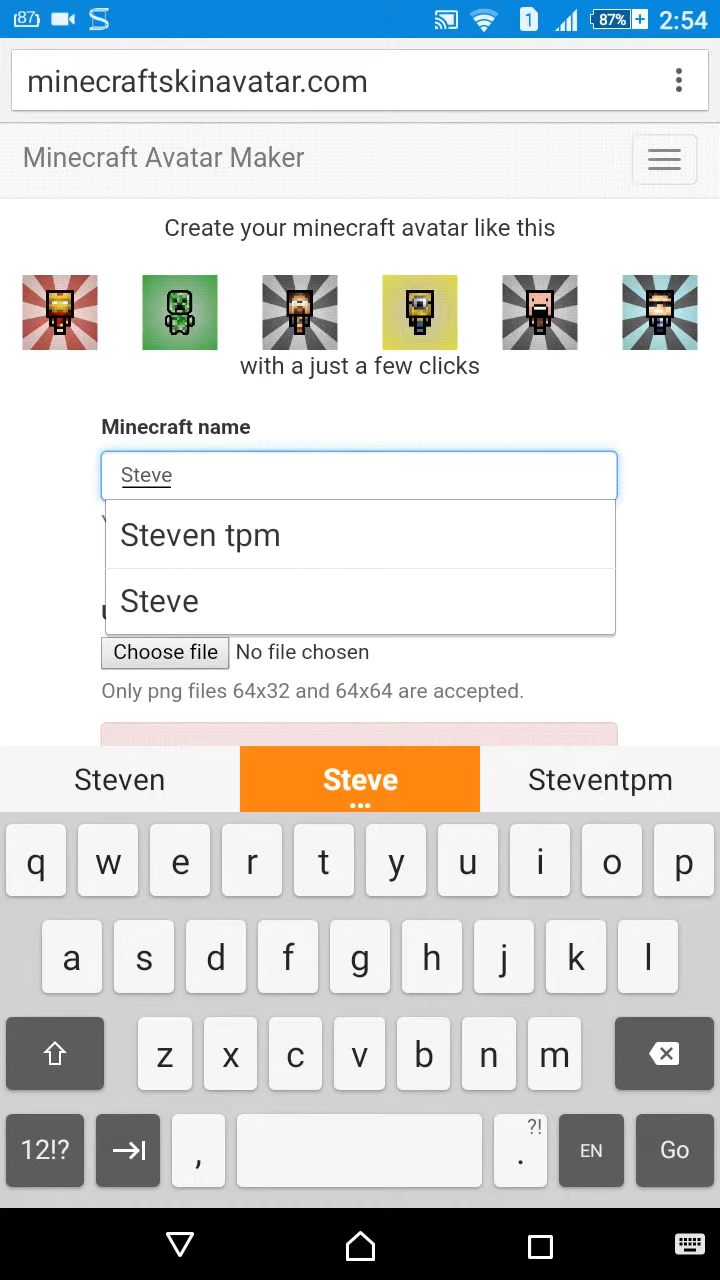 87 1 87% 2:54
minecraftskinavatar.com
Minecraft Avatar Maker
Create your minecraft avatar like this
with a just a few clicks
Minecraft name
Steve
Steven tpm
Steve
Choose file No file chosen
Only png files 64x32 and 64x64 are accepted.
Steven Steve Steventpm
q w e r t y u i o p
a s d f g h j k l
z x c v b n m
12!? , . ?! EN Go